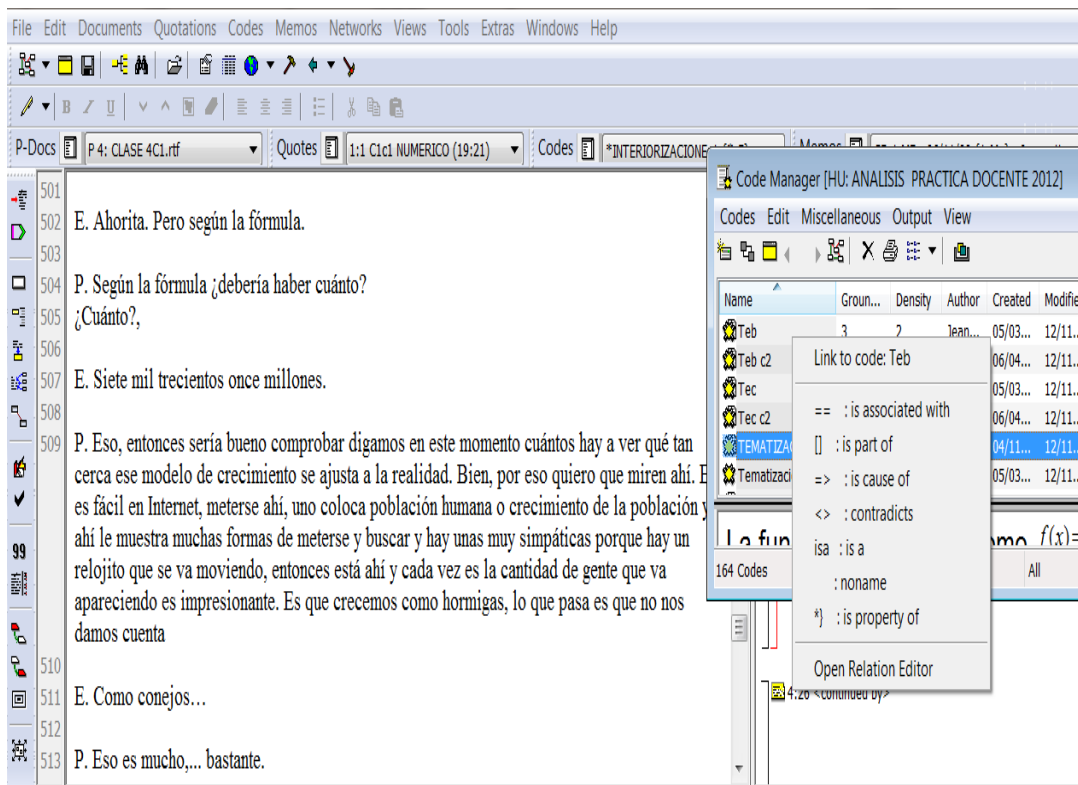 File Edit Documents Quotations Codes Memos Networks Views Tools Extras Windows Help
B I U
P-Docs P 4: CLASE 4C1.rtf Quotes 1:1 C1c1 NUMERICO (19:21) Codes *INTERIORIZACIONE
501
502 E. Ahorita. Pero según la fórmula.
503
504 P. Según la fórmula ¿debería haber cuánto?
505 ¿Cuánto?,
506
507 E. Siete mil trecientos once millones.
508
509 P. Eso, entonces sería bueno comprobar digamos en este momento cuántos hay a ver qué tan
cerca ese modelo de crecimiento se ajusta a la realidad. Bien, por eso quiero que miren ahí. E
es fácil en Internet, meterse ahí, uno coloca población humana o crecimiento de la población y
ahí le muestra muchas formas de meterse y buscar y hay unas muy simpáticas porque hay un
relojito que se va moviendo, entonces está ahí y cada vez es la cantidad de gente que va
apareciendo es impresionante. Es que crecemos como hormigas, lo que pasa es que no nos
damos cuenta
510
511 E. Como conejos…
512
513 P. Eso es mucho,... bastante.
99
Code Manager [HU: ANALISIS PRACTICA DOCENTE 2012]
Codes Edit Miscellaneous Output View
Name Groun... Density Author Created Modifie
Teb 3 2 Jean... 05/03... 12/11..
Teb c2 06/04... 12/11..
Tec 05/03... 12/11..
Tec c2 06/04... 12/11..
TEMATIZAC 04/11... 12/11..
Tematizaci 05/03... 12/11..
La fun omo f(x)=
164 Codes All
Link to code: Teb
== : is associated with
[] : is part of
=> : is cause of
<> : contradicts
isa : is a
: noname
*} : is property of
Open Relation Editor
4:26 <continued by>